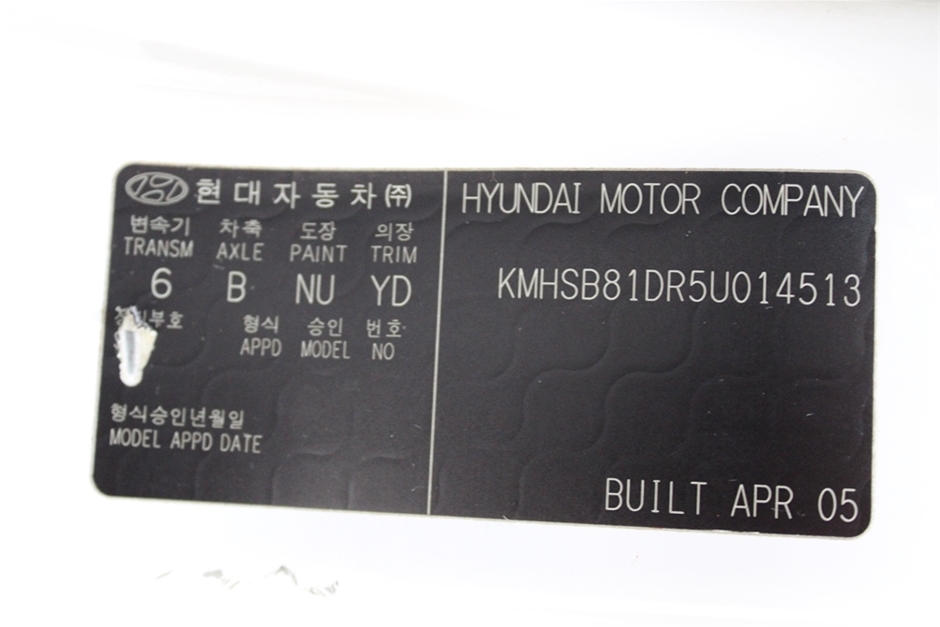 현대자동차㈜
변속기 차축 도장 의장
TRANSM AXLE PAINT TRIM
6 B NU YD
형식 승인 번호
APPD MODEL NO
형식승인년월일
MODEL APPD DATE
HYUNDAI MOTOR COMPANY
KMHSB81DR5U014513
BUILT APR 05